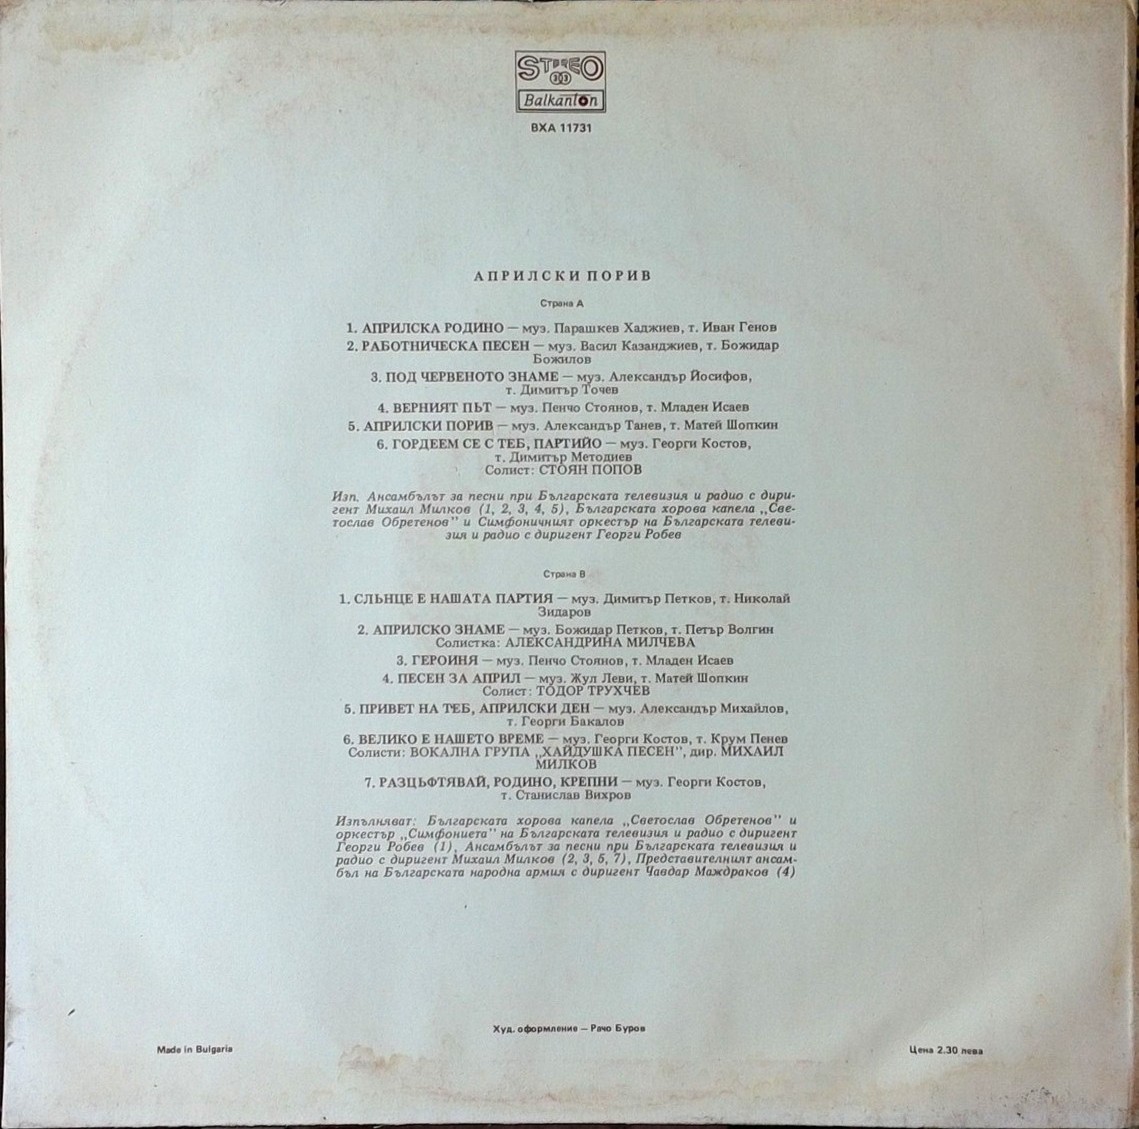 STEREO
33
Balkanton
ВХА 11731
АПРИЛСКИ ПОРИВ
Страна А
1. АПРИЛСКА РОДИНО — муз. Парашкев Хаджиев, т. Иван Генов
2. РАБОТНИЧЕСКА ПЕСЕН — муз. Васил Казанджиев, т. Божидар
Божилов
3. ПОД ЧЕРВЕНОТО ЗНАМЕ — муз. Александър Йосифов,
т. Димитър Точев
4. ВЕРНИЯТ ПЪТ — муз. Пенчо Стоянов, т. Младен Исаев
5. АПРИЛСКИ ПОРИВ — муз. Александър Танев, т. Матей Шопкин
6. ГОРДЕЕМ СЕ С ТЕБ, ПАРТИЙО — муз. Георги Костов,
т. Димитър Методиев
Солист: СТОЯН ПОПОВ
Изп. Ансамбълът за песни при Българската телевизия и радио с дири-
гент Михаил Милков (1, 2, 3, 4, 5), Българската хорова капела „Све-
тослав Обретенов” и Симфоничният оркестър на Българската телеви-
зия и радио с диригент Георги Робев
Страна В
1. СЛЪНЦЕ Е НАШАТА ПАРТИЯ — муз. Димитър Петков, т. Николай
Зидаров
2. АПРИЛСКО ЗНАМЕ — муз. Божидар Петков, т. Петър Волгин
Солистка: АЛЕКСАНДРИНА МИЛЧЕВА
3. ГЕРОИНЯ — муз. Пенчо Стоянов, т. Младен Исаев
4. ПЕСЕН ЗА АПРИЛ — муз. Жул Леви, т. Матей Шопкин
Солист: ТОДОР ТРУХЧЕВ
5. ПРИВЕТ НА ТЕБ, АПРИЛСКИ ДЕН — муз. Александър Михайлов,
т. Георги Бакалов
6. ВЕЛИКО Е НАШЕТО ВРЕМЕ — муз. Георги Костов, т. Крум Пенев
Солисти: ВОКАЛНА ГРУПА „ХАЙДУШКА ПЕСЕН”, дир. МИХАИЛ
МИЛКОВ
7. РАЗЦЪФТЯВАЙ, РОДИНО, КРЕПНИ — муз. Георги Костов,
т. Станислав Вихров
Изпълняват: Българската хорова капела „Светослав Обретенов” и
оркестър „Симфониета” на Българската телевизия и радио с диригент
Георги Робев (1), Ансамбълът за песни при Българската телевизия и
радио с диригент Михаил Милков (2, 3, 5, 7), Представителният ансам-
бъл на Българската народна армия с диригент Чавдар Маждраков (4)
Худ. оформление — Рачо Буров
Made in Bulgaria
Цена 2.30 лева